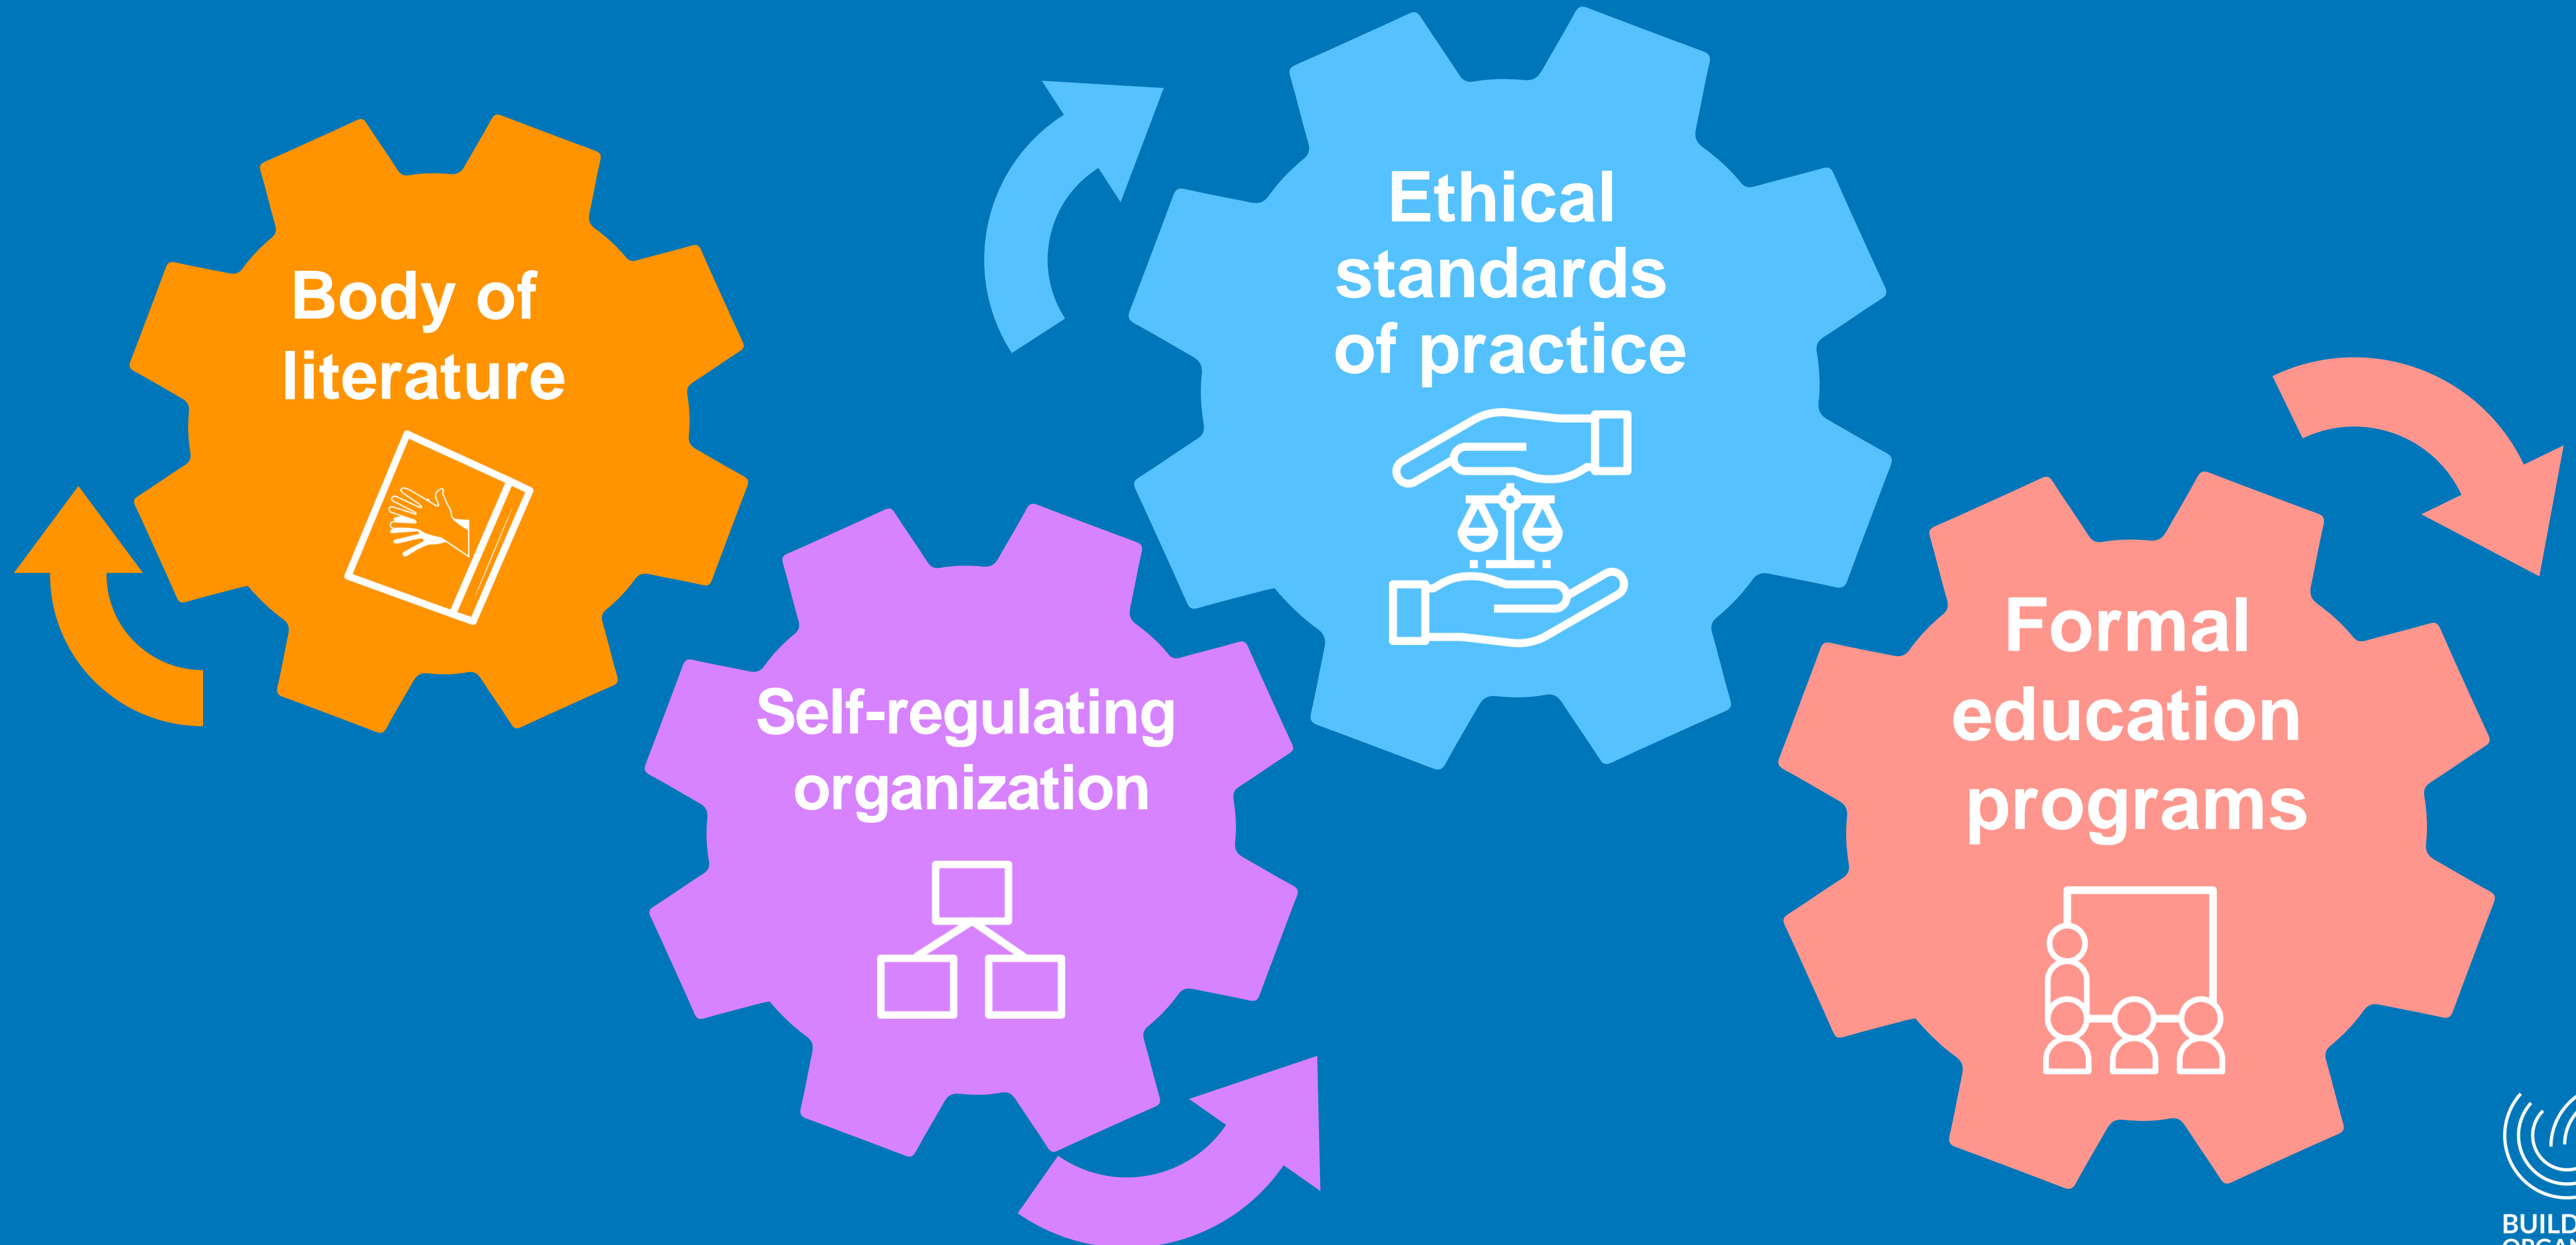 Body of
literature
Self-regulating
organization
Ethical
standards
of practice
Formal
education
programs